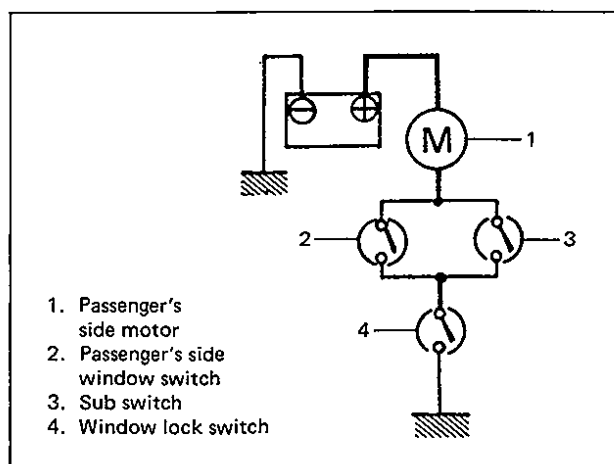 M
1
2
3
4
1. Passenger's
side motor
2. Passenger's side
window switch
3. Sub switch
4. Window lock switch